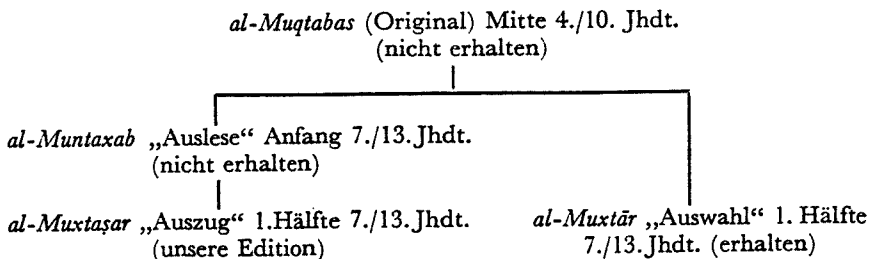 al-Muqtabas (Original) Mitte 4./10. Jhdt.
(nicht erhalten)
al-Muntaxab „Auslese“ Anfang 7./13.Jhdt.
(nicht erhalten)
al-Muxtaṣar „Auszug“ 1.Hälfte 7./13.Jhdt.
(unsere Edition)
al-Muxtār „Auswahl“ 1. Hälfte
7./13.Jhdt. (erhalten)